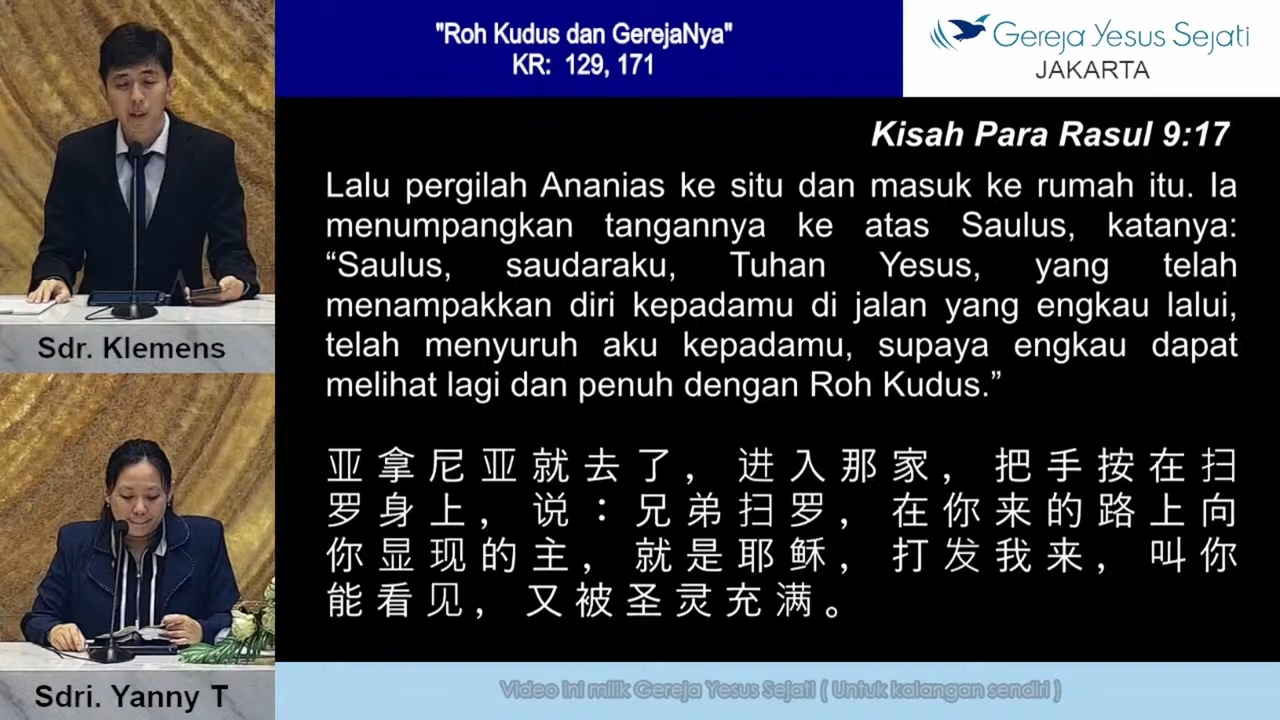 "Roh Kudus dan GerejaNya"
KR: 129, 171
Gereja Yesus Sejati
JAKARTA
Kisah Para Rasul 9:17
Lalu pergilah Ananias ke situ dan masuk ke rumah itu. Ia
menumpangkan tangannya ke atas Saulus, katanya:
“Saulus, saudaraku, Tuhan Yesus, yang telah
menampakkan diri kepadamu di jalan yang engkau lalui,
telah menyuruh aku kepadamu, supaya engkau dapat
melihat lagi dan penuh dengan Roh Kudus.”
亚拿尼亚就去了，进入那家，把手按在扫
罗身上，说：兄弟扫罗，在你来的路上向
你显现的主，就是耶稣，打发我来，叫你
能看见，又被圣灵充满。
Sdr. Klemens
Sdri. Yanny T
Video ini milik Gereja Yesus Sejati ( Untuk kalangan sendiri )